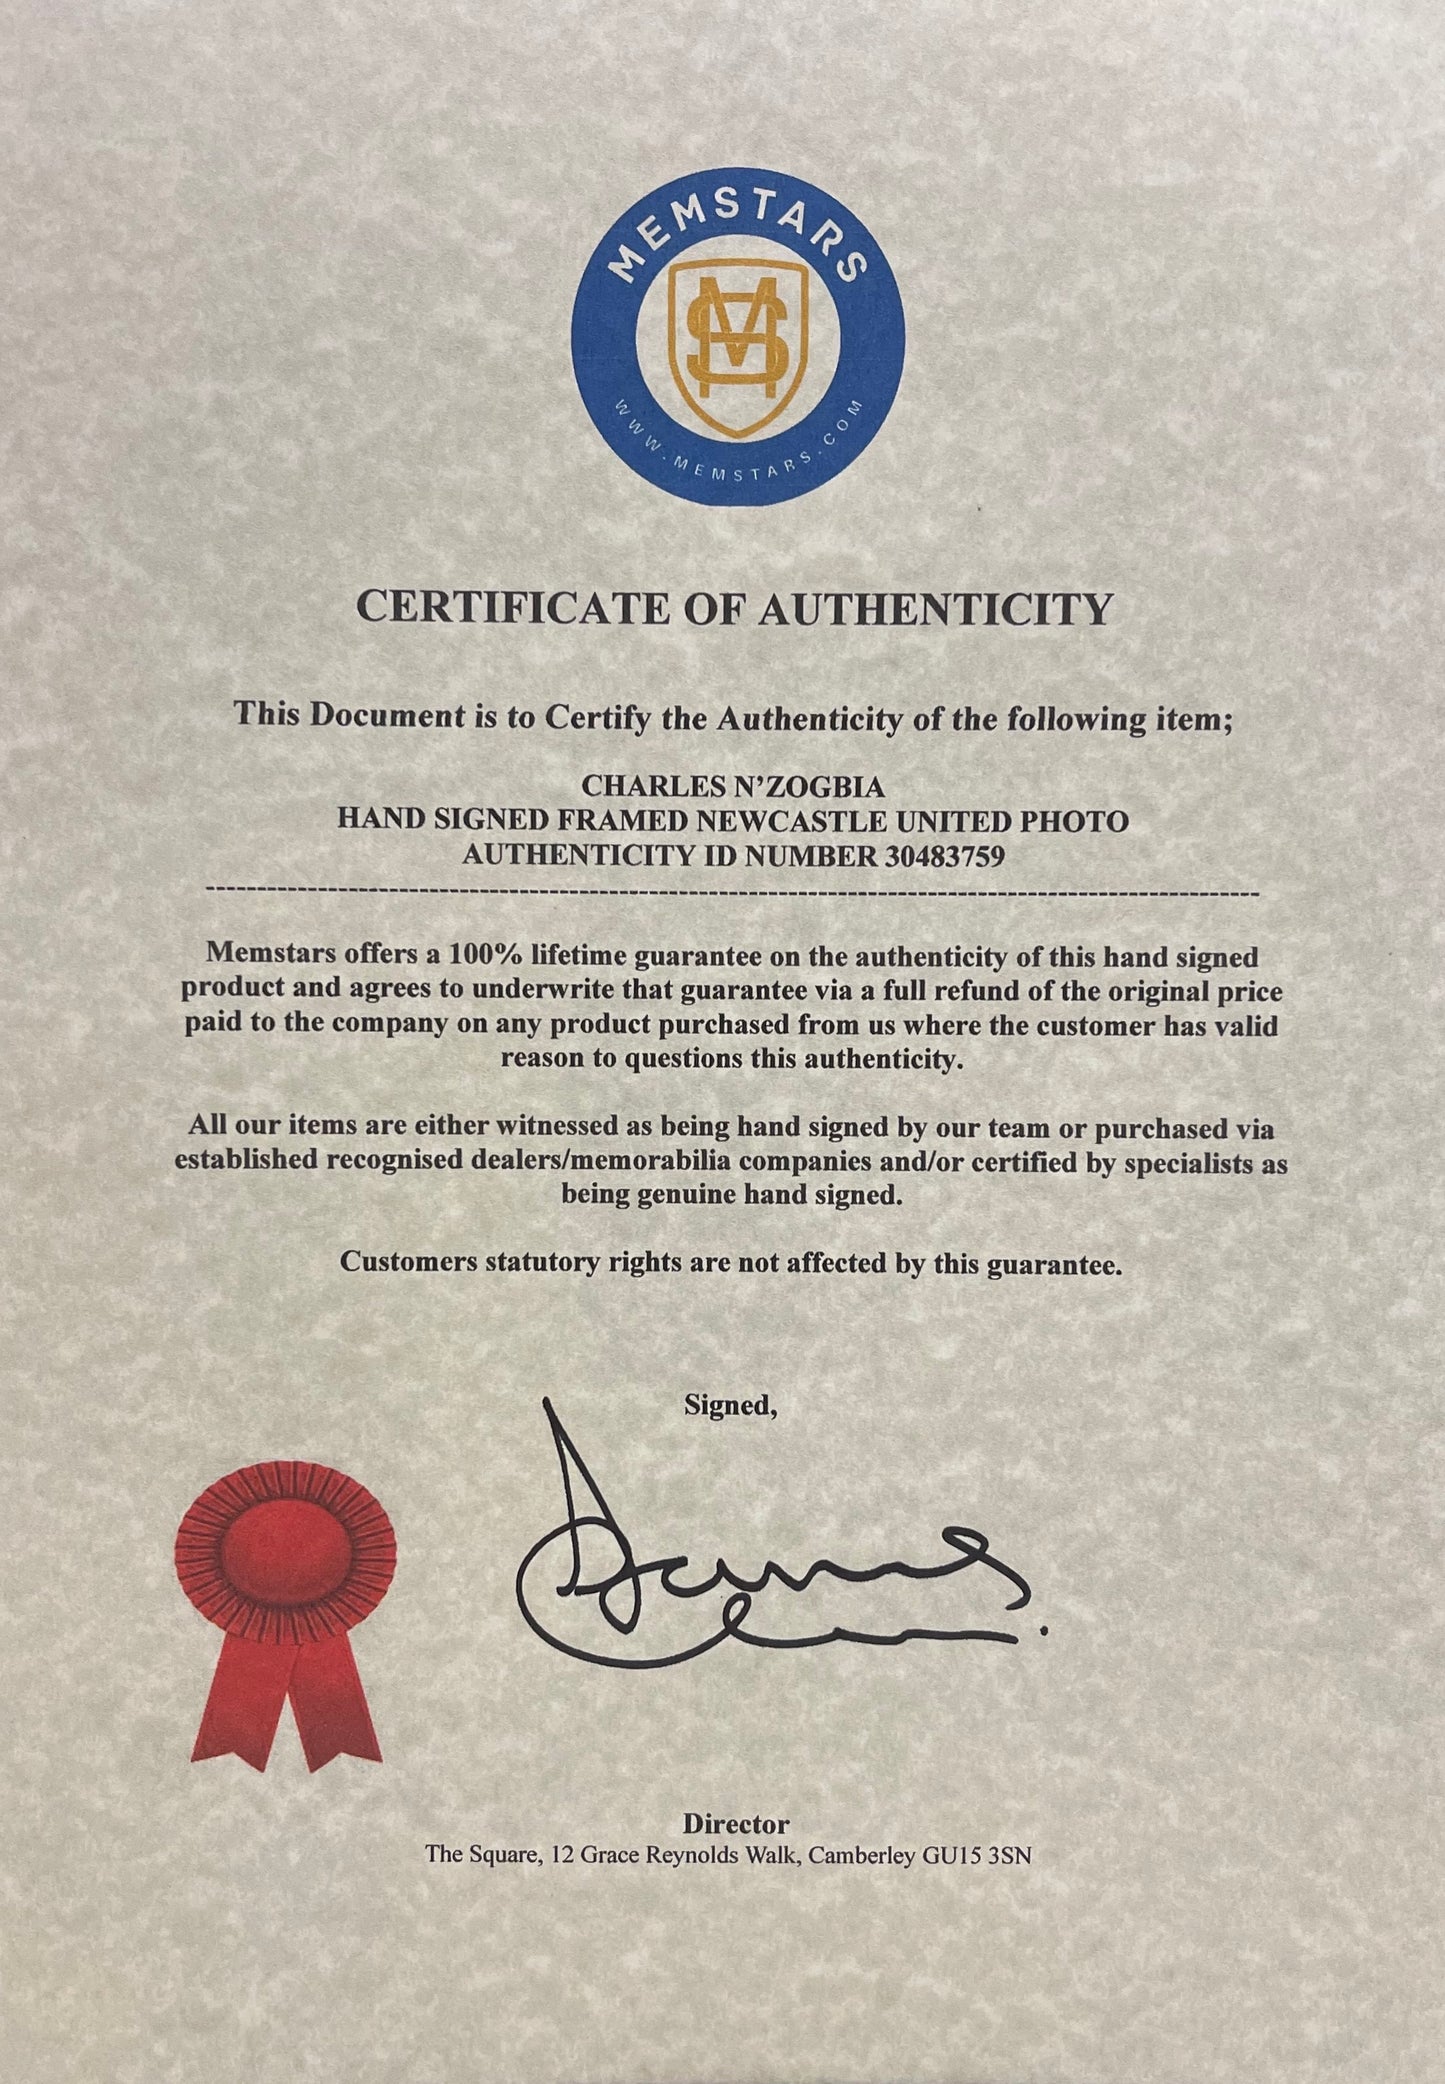 MEMSTARS
WWW.MEMSTARS.COM
CERTIFICATE OF AUTHENTICITY
This Document is to Certify the Authenticity of the following item;
CHARLES N’ZOGBIA
HAND SIGNED FRAMED NEWCASTLE UNITED PHOTO
AUTHENTICITY ID NUMBER 30483759
Memstars offers a 100% lifetime guarantee on the authenticity of this hand signed
product and agrees to underwrite that guarantee via a full refund of the original price
paid to the company on any product purchased from us where the customer has valid
reason to questions this authenticity.
All our items are either witnessed as being hand signed by our team or purchased via
established recognised dealers/memorabilia companies and/or certified by specialists as
being genuine hand signed.
Customers statutory rights are not affected by this guarantee.
Signed,
Director
The Square, 12 Grace Reynolds Walk, Camberley GU15 3SN